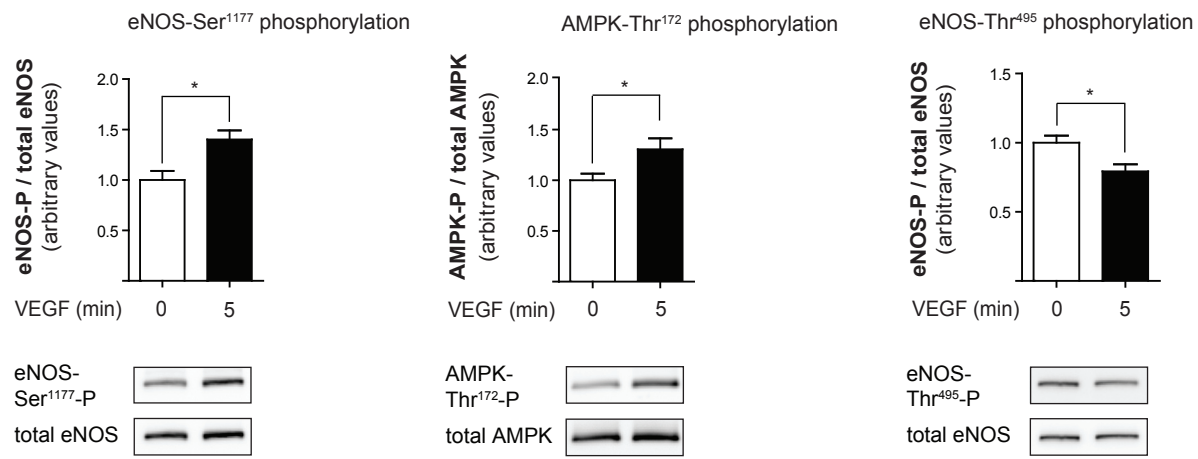 eNOS-Ser¹¹⁷⁷ phosphorylation
eNOS-P / total eNOS
(arbitrary values)
2.0
1.5
1.0
0.5
*
VEGF (min) 0 5
eNOS-
Ser¹¹⁷⁷-P
total eNOS
AMPK-Thr¹⁷² phosphorylation
AMPK-P / total AMPK
(arbitrary values)
2.0
1.5
1.0
0.5
*
VEGF (min) 0 5
AMPK-
Thr¹⁷²-P
total AMPK
eNOS-Thr⁴⁹⁵ phosphorylation
eNOS-P / total eNOS
(arbitrary values)
1.5
1.0
0.5
*
VEGF (min) 0 5
eNOS-
Thr⁴⁹⁵-P
total eNOS